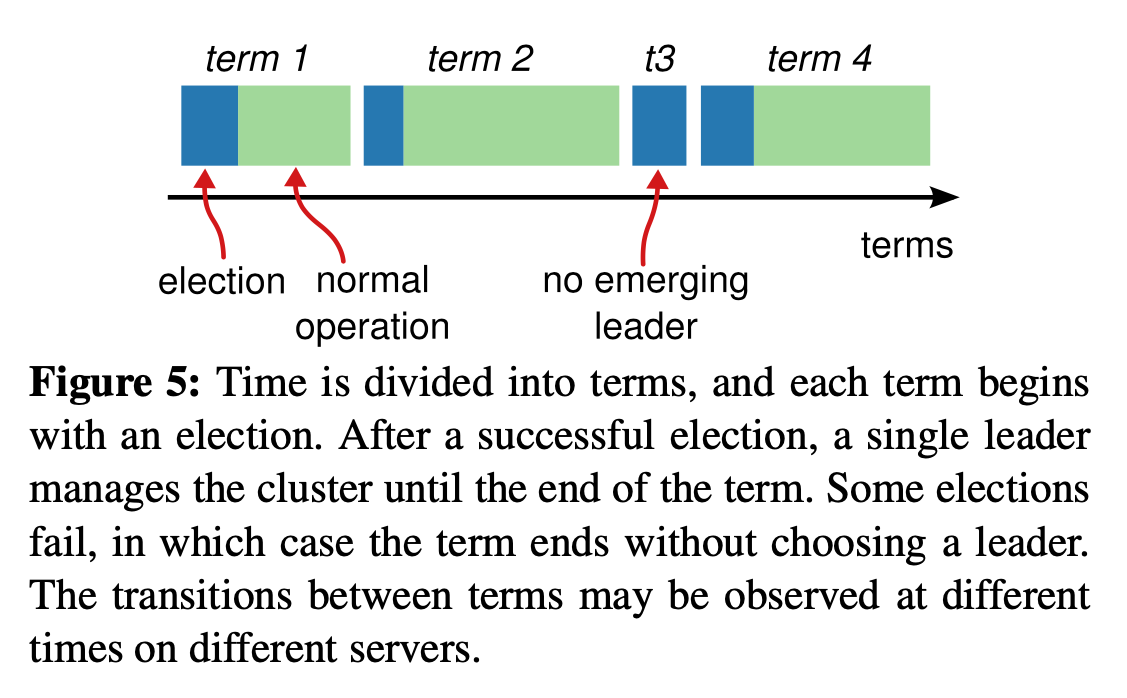 term 1 term 2 t3 term 4
terms
election normal no emerging
operation leader
Figure 5: Time is divided into terms, and each term begins
with an election. After a successful election, a single leader
manages the cluster until the end of the term. Some elections
fail, in which case the term ends without choosing a leader.
The transitions between terms may be observed at different
times on different servers.